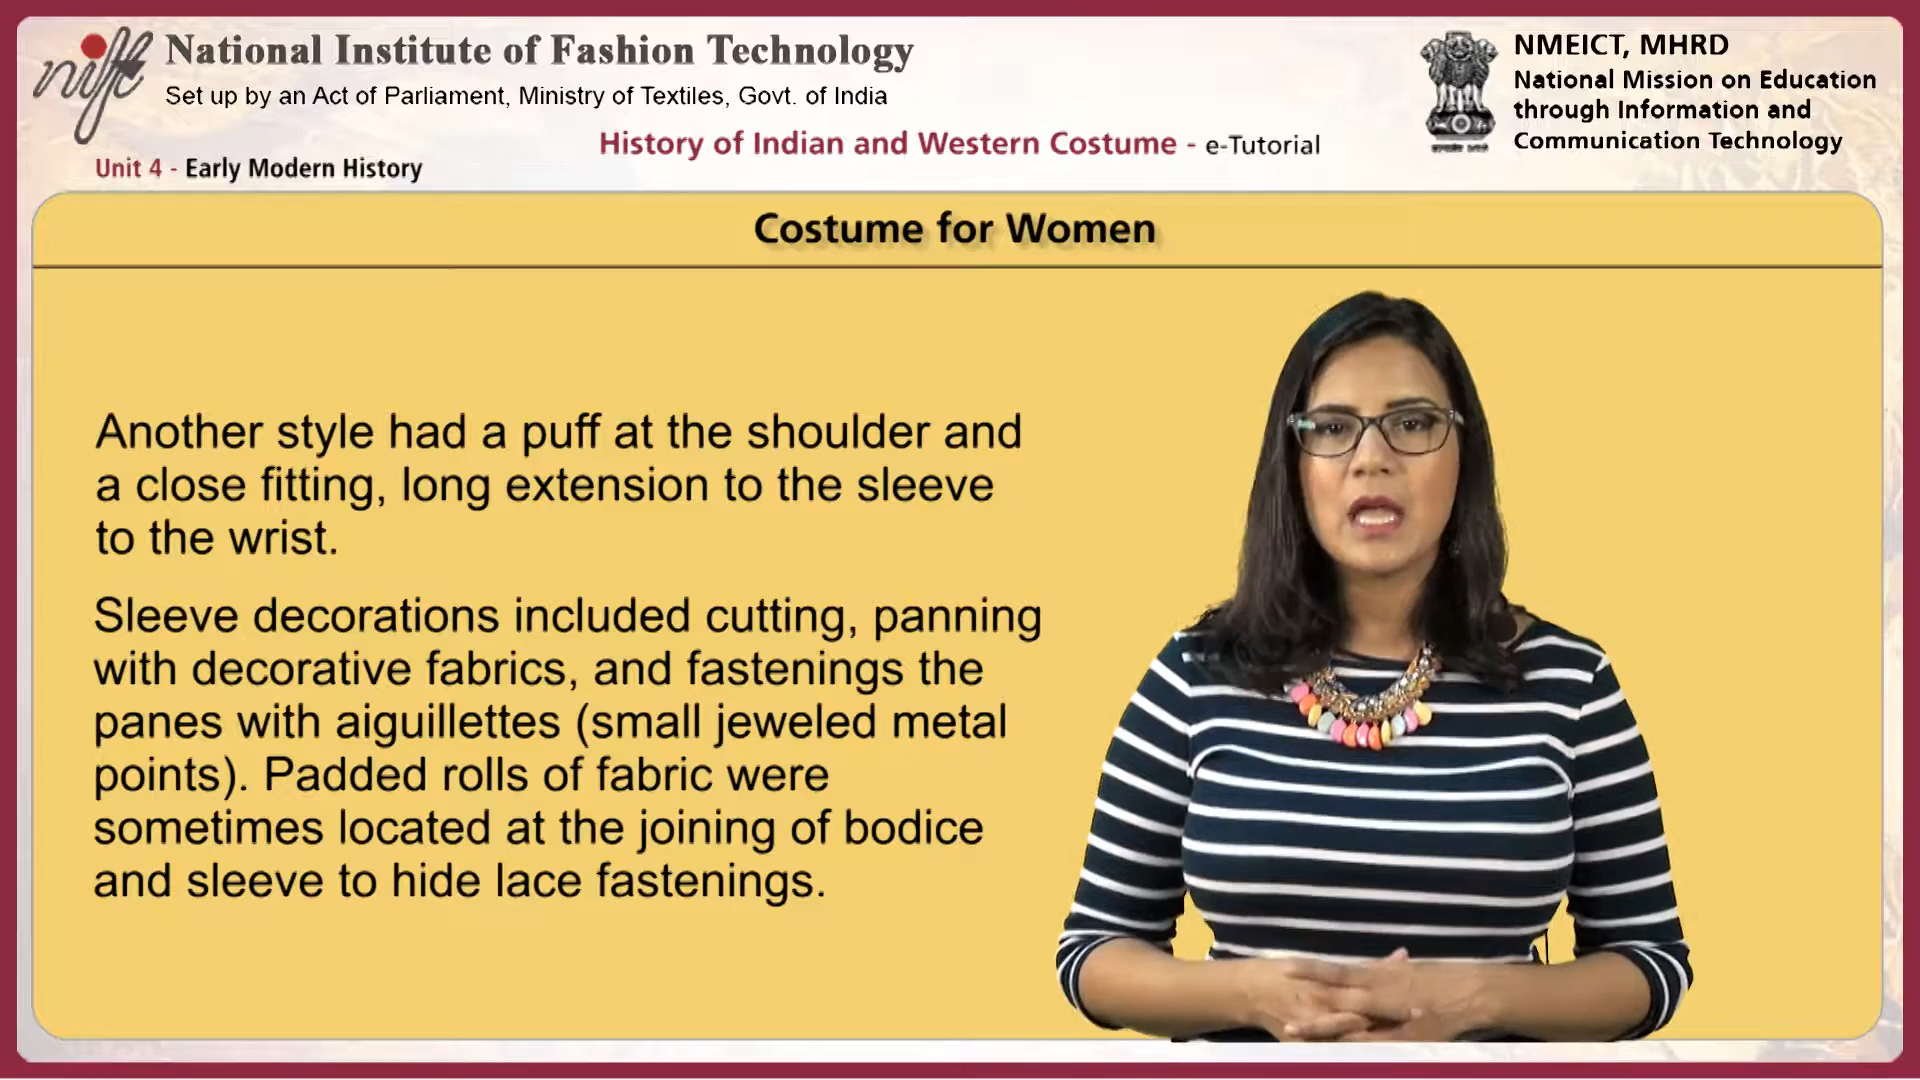 nift
National Institute of Fashion Technology
Set up by an Act of Parliament, Ministry of Textiles, Govt. of India
NMEICT, MHRD
National Mission on Education
through Information and
Communication Technology
History of Indian and Western Costume - e-Tutorial
Unit 4 - Early Modern History
Costume for Women
Another style had a puff at the shoulder and
a close fitting, long extension to the sleeve
to the wrist.
Sleeve decorations included cutting, panning
with decorative fabrics, and fastenings the
panes with aiguillettes (small jeweled metal
points). Padded rolls of fabric were
sometimes located at the joining of bodice
and sleeve to hide lace fastenings.